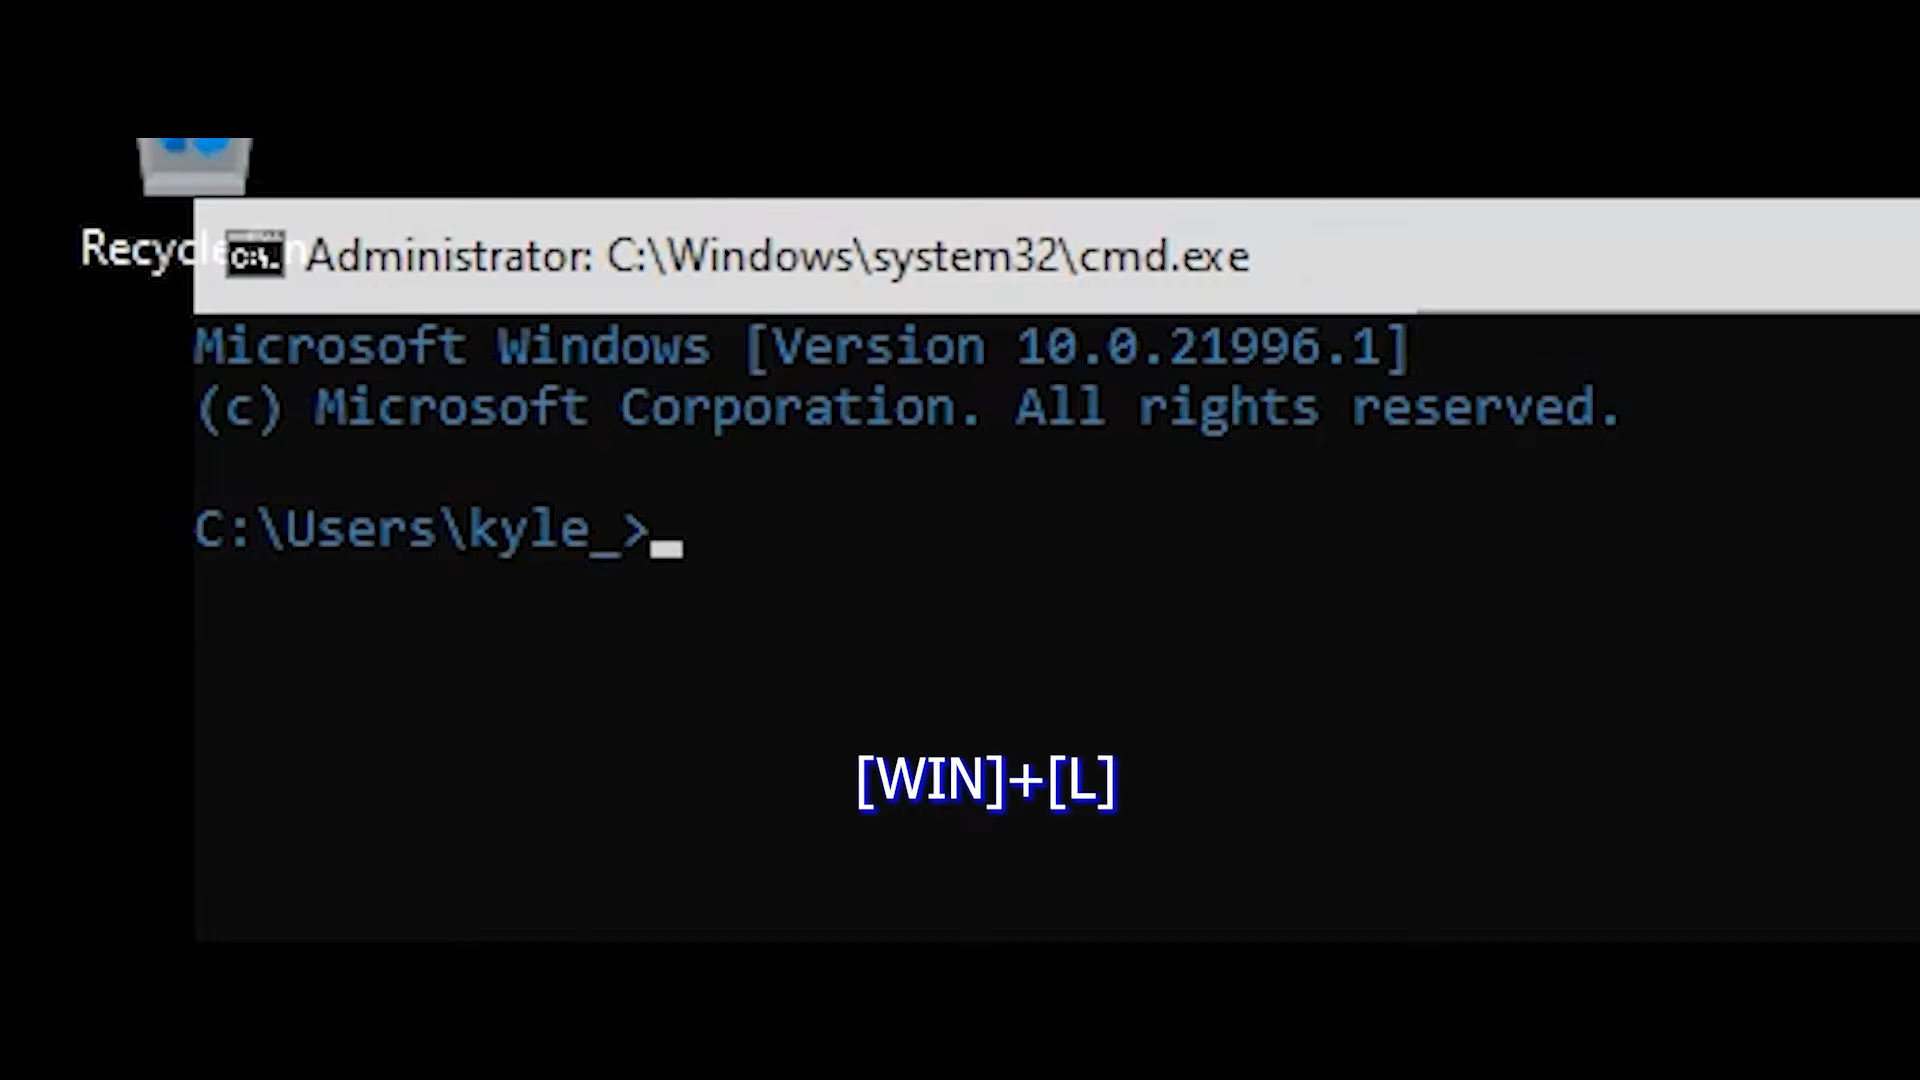 Recycle
Administrator: C:\Windows\system32\cmd.exe
Microsoft Windows [Version 10.0.21996.1]
(c) Microsoft Corporation. All rights reserved.
C:\Users\kyle_>
[WIN]+[L]